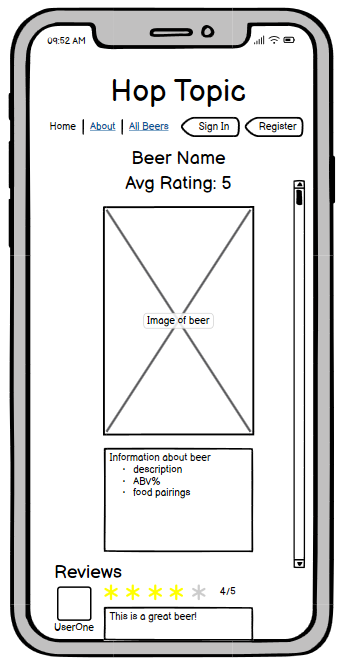 09:52 AM
Hop Topic
Home About All Beers Sign In Register
Beer Name
Avg Rating: 5
Image of beer
Information about beer
description
ABV%
food pairings
Reviews
4/5
UserOne
This is a great beer!